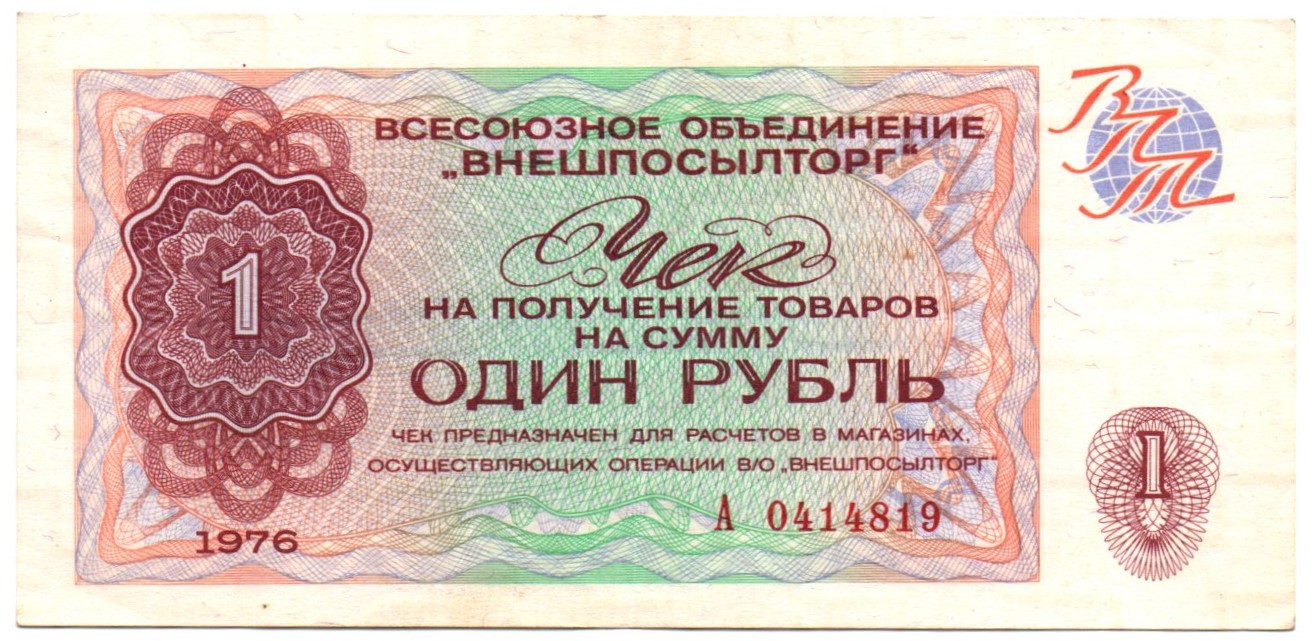 ВСЕСОЮЗНОЕ ОБЪЕДИНЕНИЕ
„ВНЕШПОСЫЛТОРГ“
ВПТ
Чек
НА ПОЛУЧЕНИЕ ТОВАРОВ
НА СУММУ
ОДИН РУБЛЬ
1
ЧЕК ПРЕДНАЗНАЧЕН ДЛЯ РАСЧЕТОВ В МАГАЗИНАХ,
ОСУЩЕСТВЛЯЮЩИХ ОПЕРАЦИИ В/О „ВНЕШПОСЫЛТОРГ“
1
А 0414819
1976